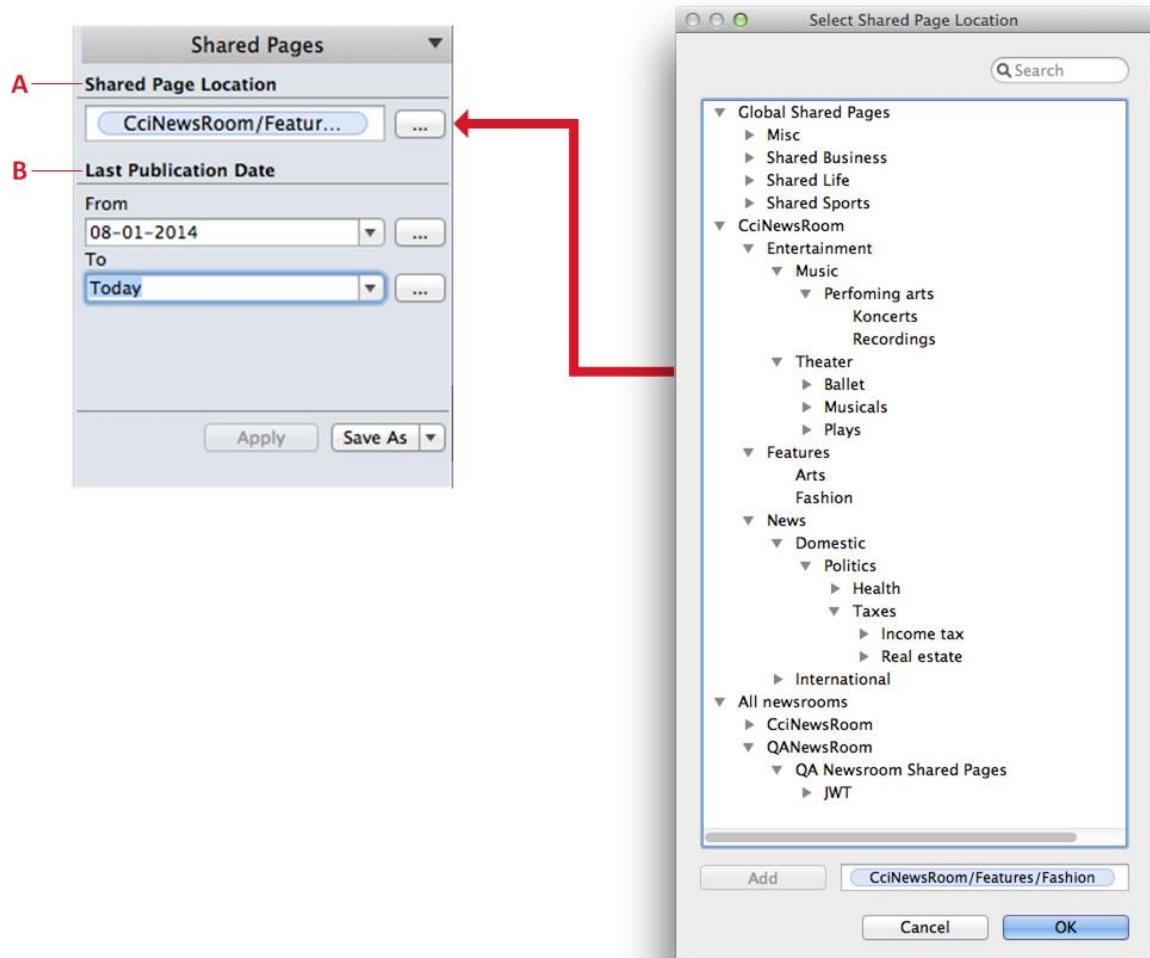 Shared Pages
A
Shared Page Location
CciNewsRoom/Featur...
...
B
Last Publication Date
From
08-01-2014
...
To
Today
...
Apply
Save As
Select Shared Page Location
Search
Global Shared Pages
Misc
Shared Business
Shared Life
Shared Sports
CciNewsRoom
Entertainment
Music
Perfoming arts
Koncerts
Recordings
Theater
Ballet
Musicals
Plays
Features
Arts
Fashion
News
Domestic
Politics
Health
Taxes
Income tax
Real estate
International
All newsrooms
CciNewsRoom
QANewsRoom
QA Newsroom Shared Pages
JWT
Add
CciNewsRoom/Features/Fashion
Cancel
OK